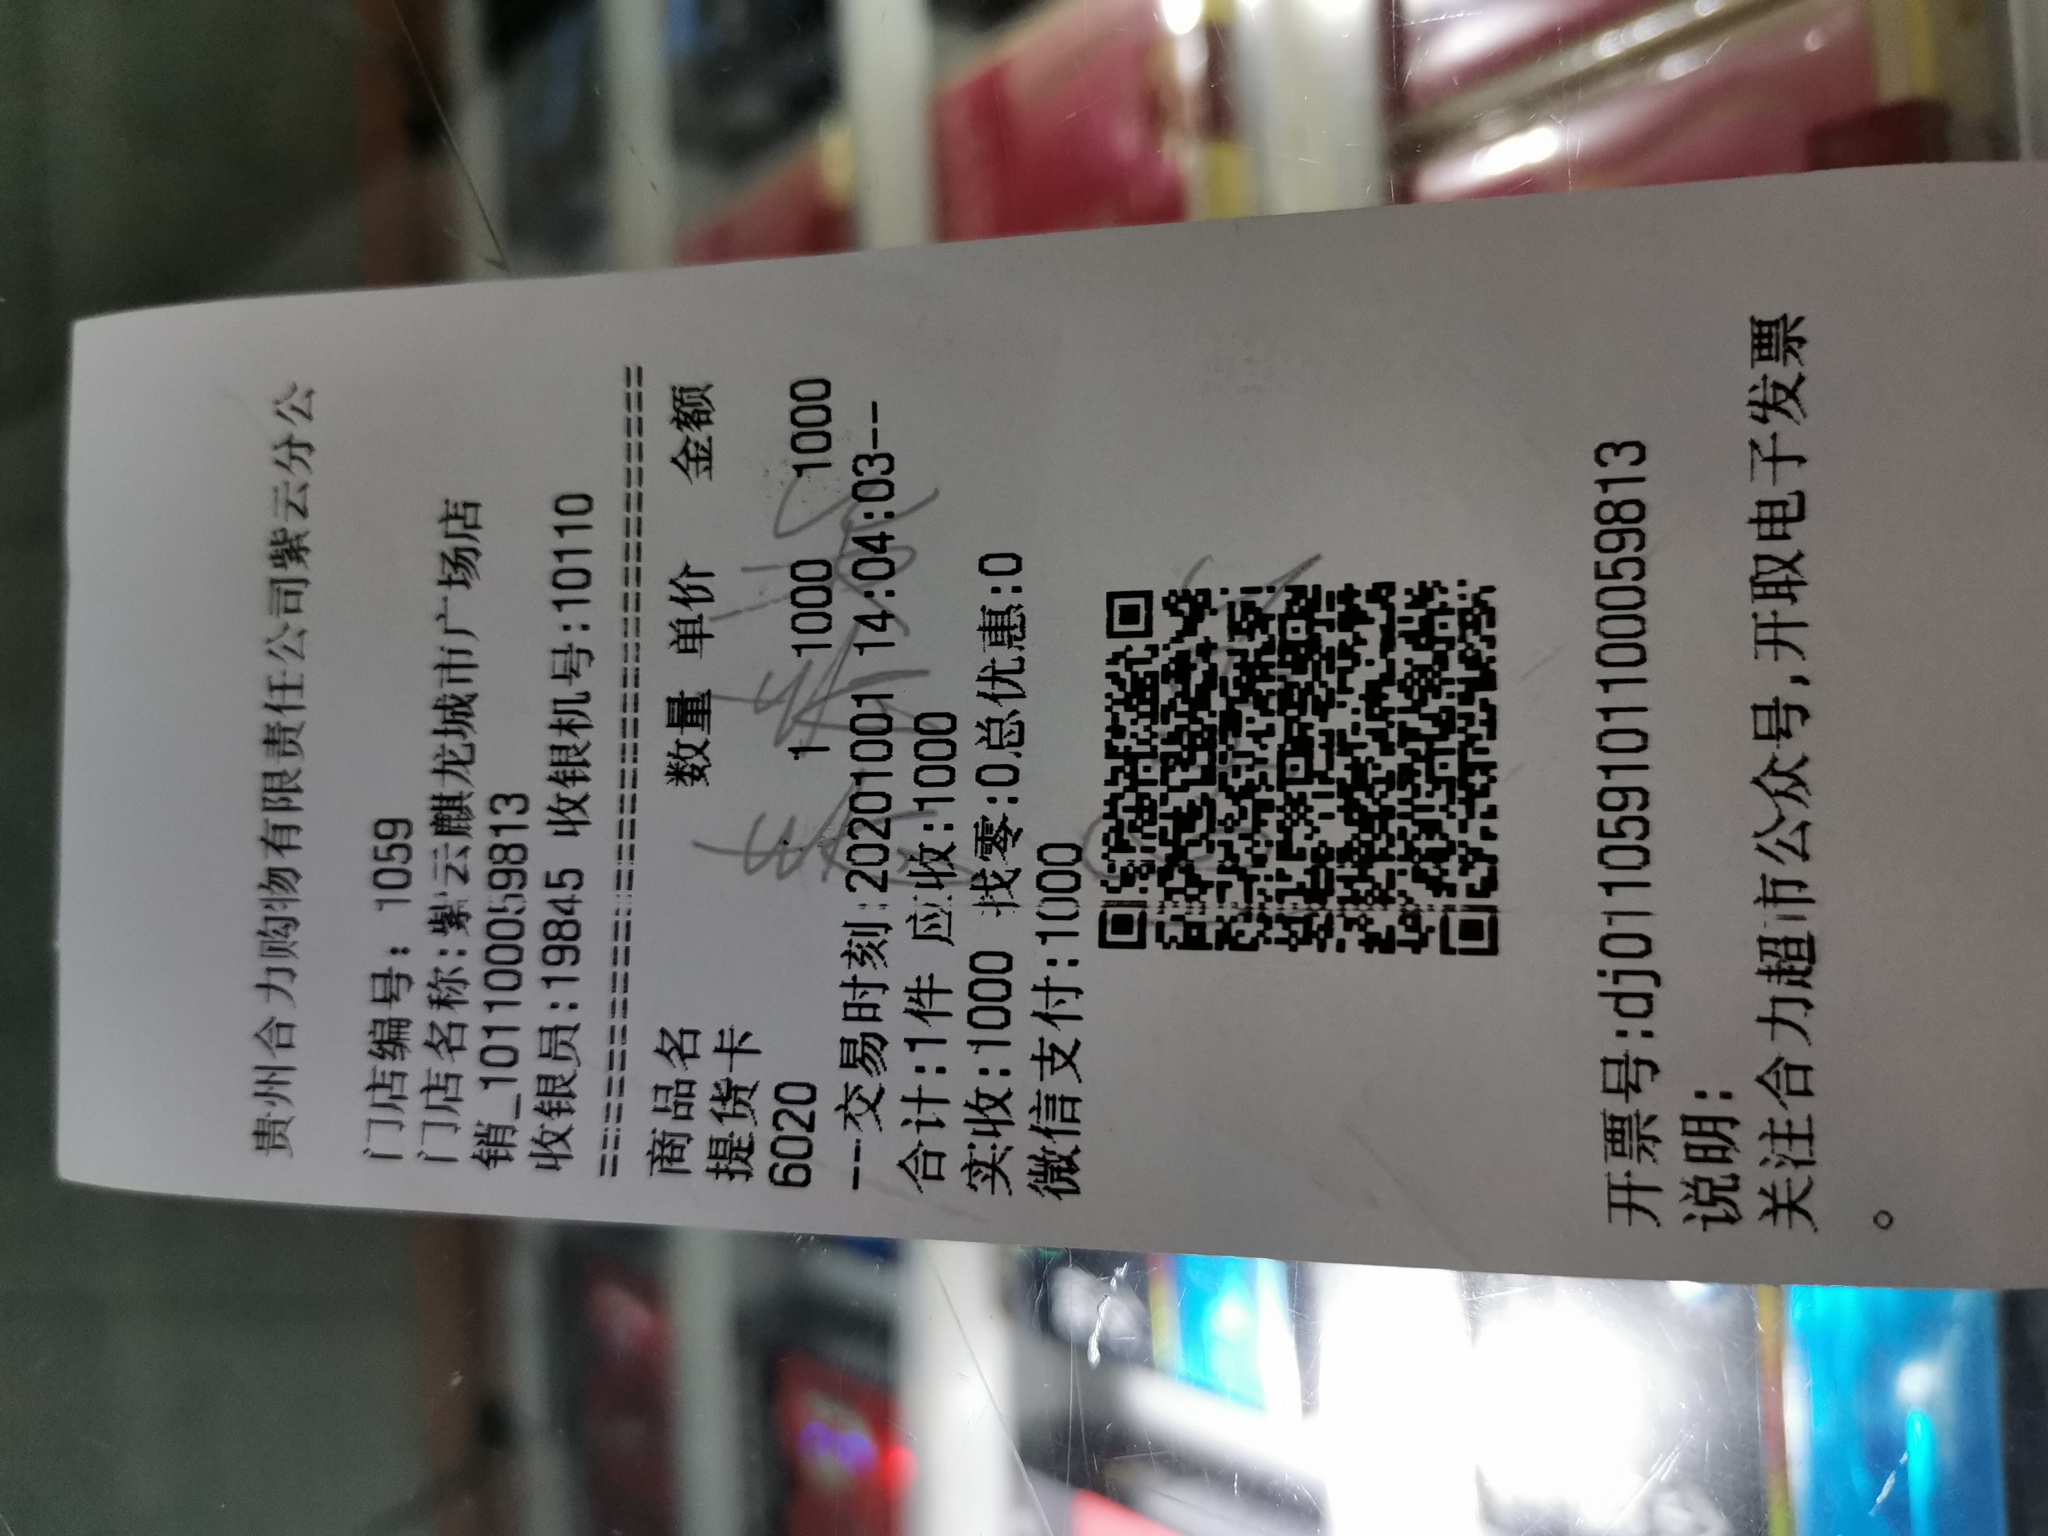 贵州合力购物有限责任公司紫云分公
门店编号: 1059
门店名称:紫云麒龙城市广场店
销_101100059813
收银员:19845 收银机号:10110
==========================================
商品名 数量 单价 金额
提货卡
6020 1 1000 1000
---交易时刻:20201001 14:04:03--
合计:1件 应收:1000
实收:1000 找零:0总优惠:0
微信支付:1000
开票号:dj0110591011000598​13
说明:
关注合力超市公众号,开取电子发票
。